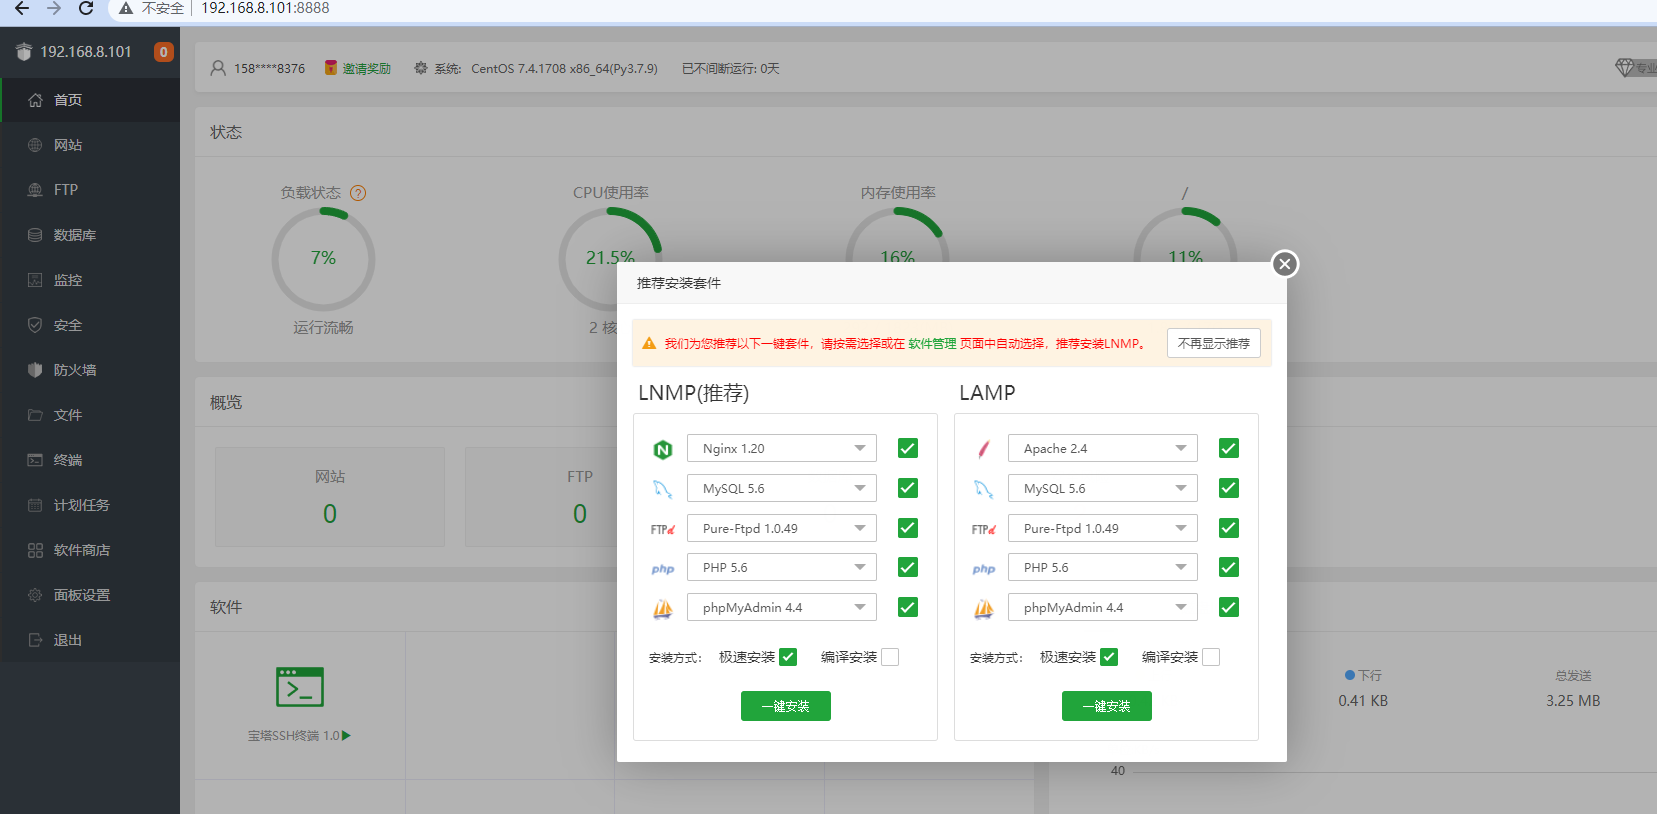 不安全 192.168.8.101:8888
192.168.8.101 0
首页
网站
FTP
数据库
监控
安全
防火墙
文件
终端
计划任务
软件商店
面板设置
退出
158****8376 邀请奖励 系统: CentOS 7.4.1708 x86_64(Py3.7.9) 已不间断运行: 0天 专业
状态
负载状态 ? CPU使用率 内存使用率 /
7% 21.5% 16% 11%
运行流畅 2 核
概览
网站 FTP
0 0
软件
宝塔SSH终端 1.0
下行 总发送
0.41 KB 3.25 MB
40
推荐安装套件
我们为您推荐以下一键套件，请按需选择或在 软件管理 页面中自动选择，推荐安装LNMP。 不再显示推荐
LNMP(推荐)
Nginx 1.20
MySQL 5.6
FTPd Pure-Ftpd 1.0.49
php PHP 5.6
phpMyAdmin 4.4
安装方式： 极速安装 编译安装
一键安装
LAMP
Apache 2.4
MySQL 5.6
FTPd Pure-Ftpd 1.0.49
php PHP 5.6
phpMyAdmin 4.4
安装方式： 极速安装 编译安装
一键安装